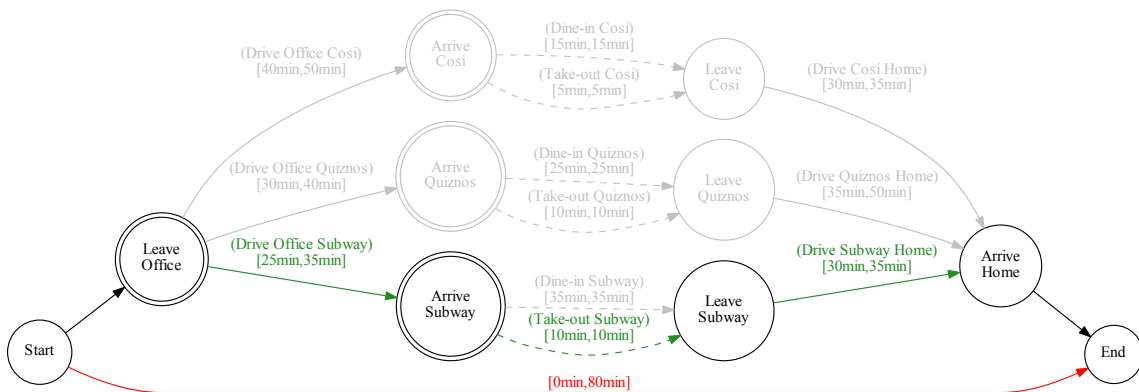 (Drive Office Cosi)
[40min,50min]
Arrive
Cosi
(Dine-in Cosi)
[15min,15min]
(Take-out Cosi)
[5min,5min]
Leave
Cosi
(Drive Cosi Home)
[30min,35min]
(Drive Office Quiznos)
[30min,40min]
Arrive
Quiznos
(Dine-in Quiznos)
[25min,25min]
(Take-out Quiznos)
[10min,10min]
Leave
Quiznos
(Drive Quiznos Home)
[35min,50min]
Leave
Office
(Drive Office Subway)
[25min,35min]
Arrive
Subway
(Dine-in Subway)
[35min,35min]
(Take-out Subway)
[10min,10min]
Leave
Subway
(Drive Subway Home)
[30min,35min]
Arrive
Home
Start
[0min,80min]
End